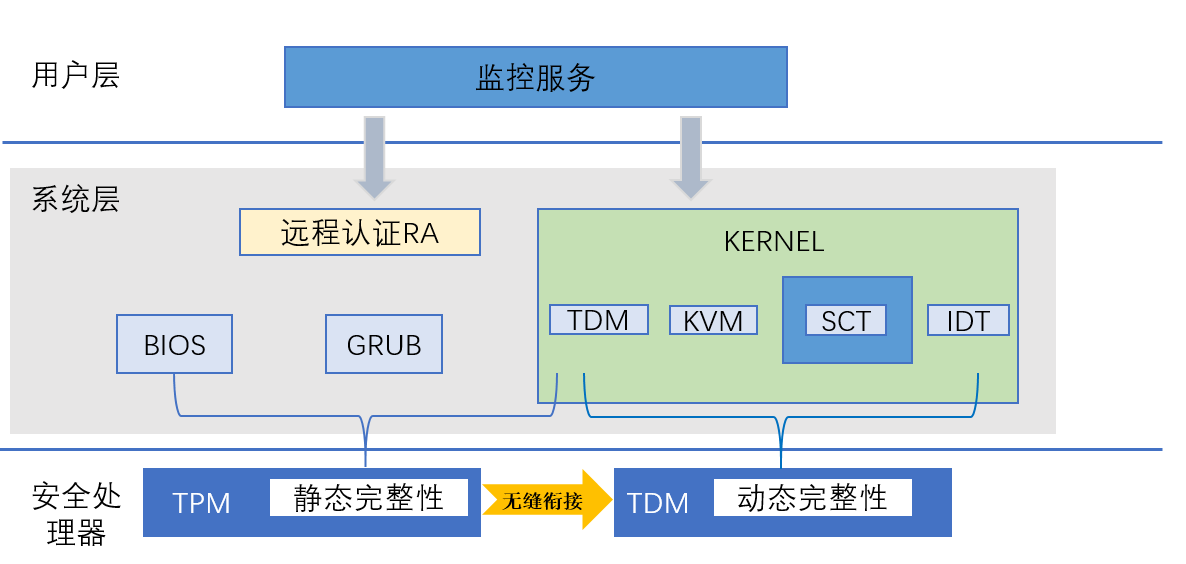 用户层
监控服务
系统层
远程认证RA
KERNEL
TDM
KVM
SCT
IDT
BIOS
GRUB
安全处
理器
TPM
静态完整性
无缝衔接
TDM
动态完整性